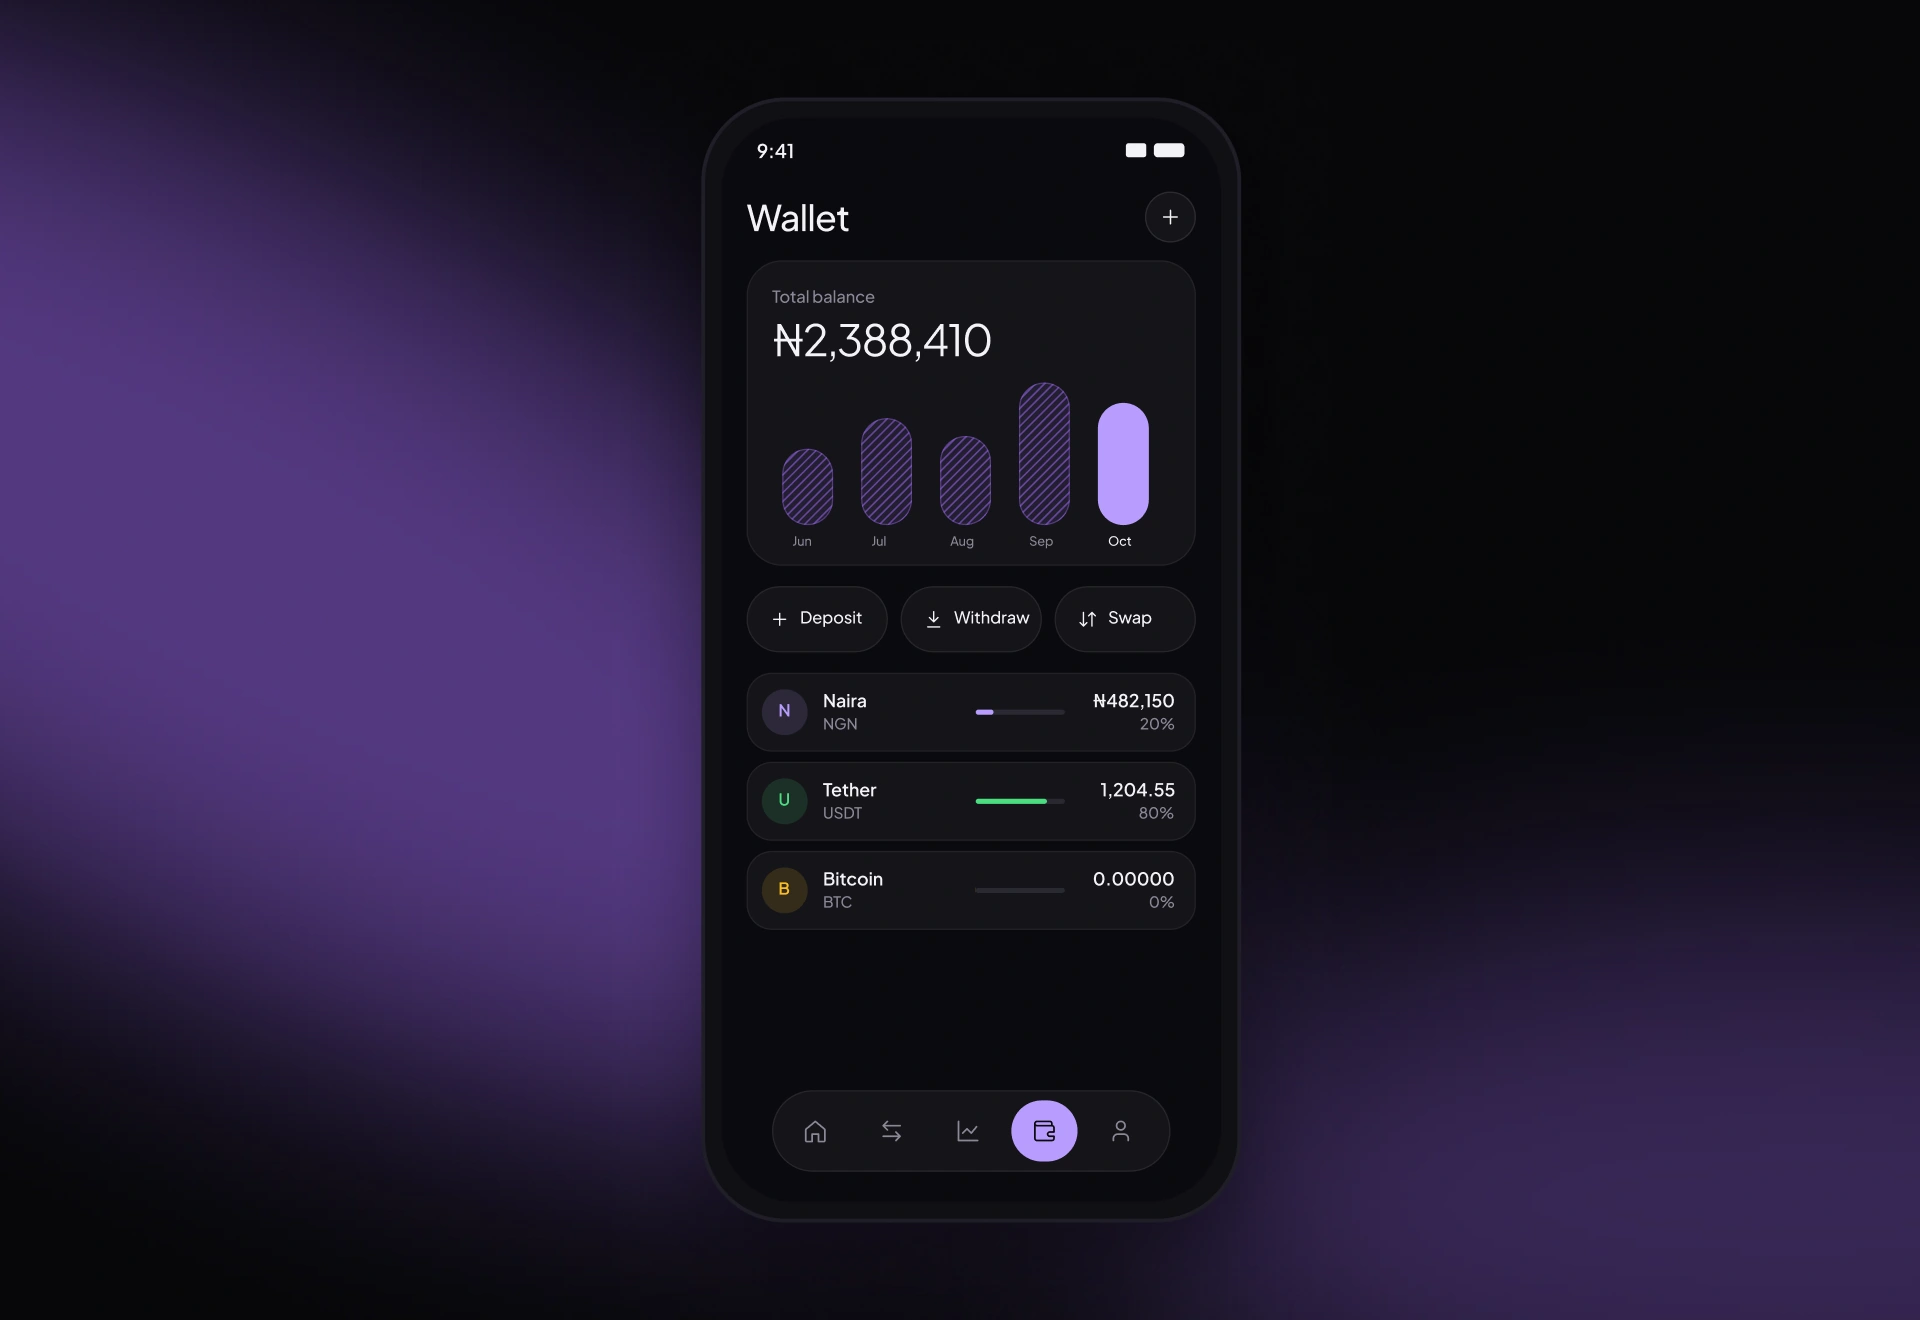 9:41
Wallet
Total balance
₦2,388,410
Jun Jul Aug Sep Oct
Deposit Withdraw Swap
N Naira ₦482,150
NGN 20%
U Tether 1,204.55
USDT 80%
B Bitcoin 0.00000
BTC 0%